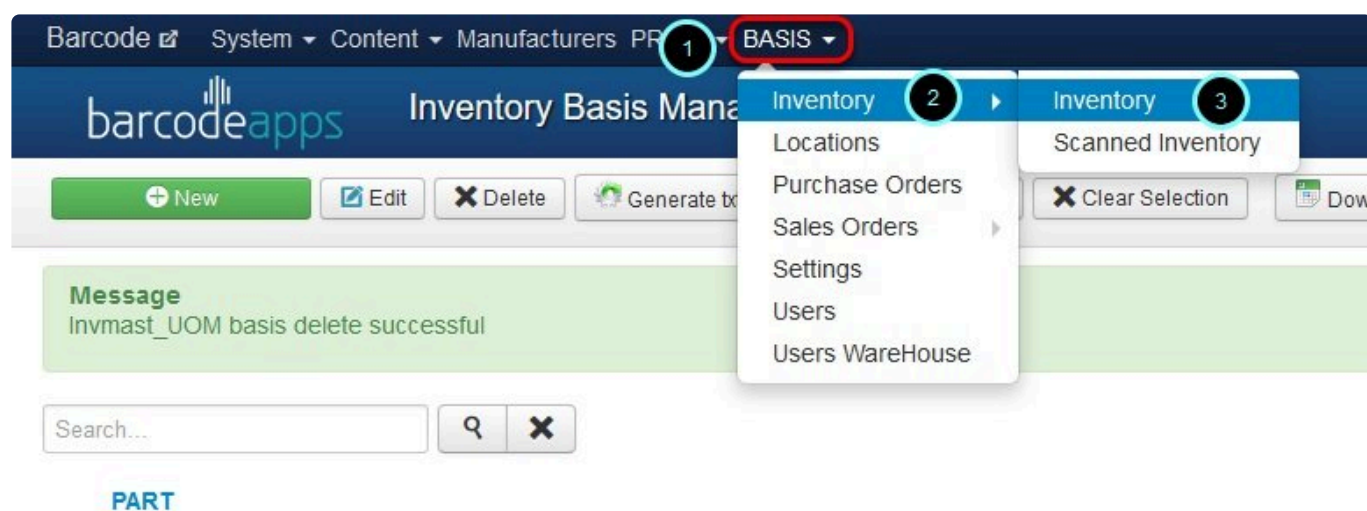 Barcode System Content Manufacturers PR 1 BASIS
barcodeapps Inventory Basis Mana
Inventory 2 Inventory 3
Locations Scanned Inventory
Purchase Orders
New Edit Delete Generate Clear Selection Dow
Sales Orders
Settings
Users
Users WareHouse
Message
Invmast_UOM basis delete successful
Search...
PART